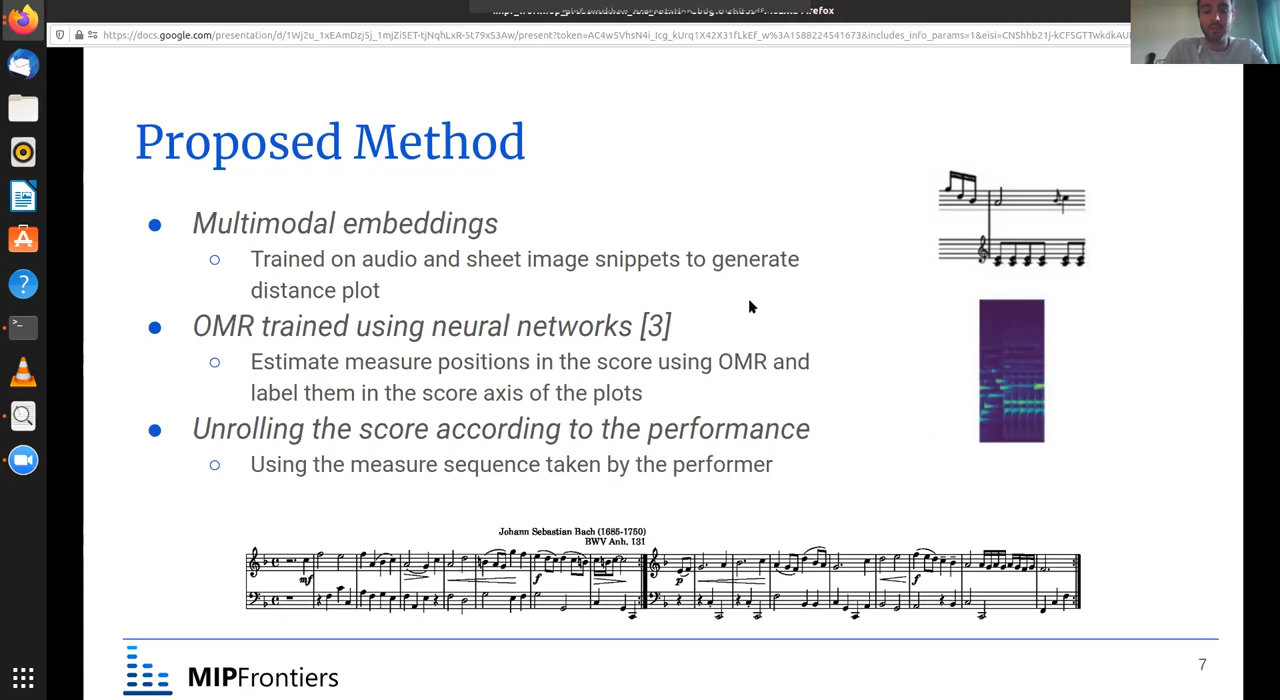 Proposed Method
Multimodal embeddings
Trained on audio and sheet image snippets to generate
distance plot
OMR trained using neural networks [3]
Estimate measure positions in the score using OMR and
label them in the score axis of the plots
Unrolling the score according to the performance
Using the measure sequence taken by the performer
Johann Sebastian Bach (1685-1750)
BWV Anh. 131
mf
f
p
f
MIPFrontiers
7